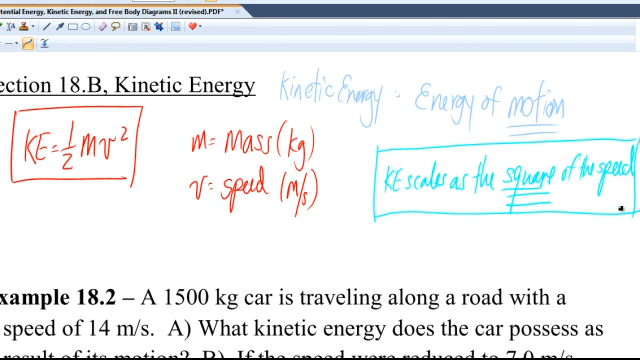 otential Energy, Kinetic Energy, and Free Body Diagrams II (revised).PDF*
ection 18.B, Kinetic Energy
Kinetic Energy : Energy of motion
KE = 1/2 mv²
m = mass (kg)
v = speed (m/s)
KE scales as the square of the speed
xample 18.2 – A 1500 kg car is traveling along a road with a
speed of 14 m/s. A) What kinetic energy does the car possess as
result of its motion? B) If the speed were reduced to 7.0 m/s